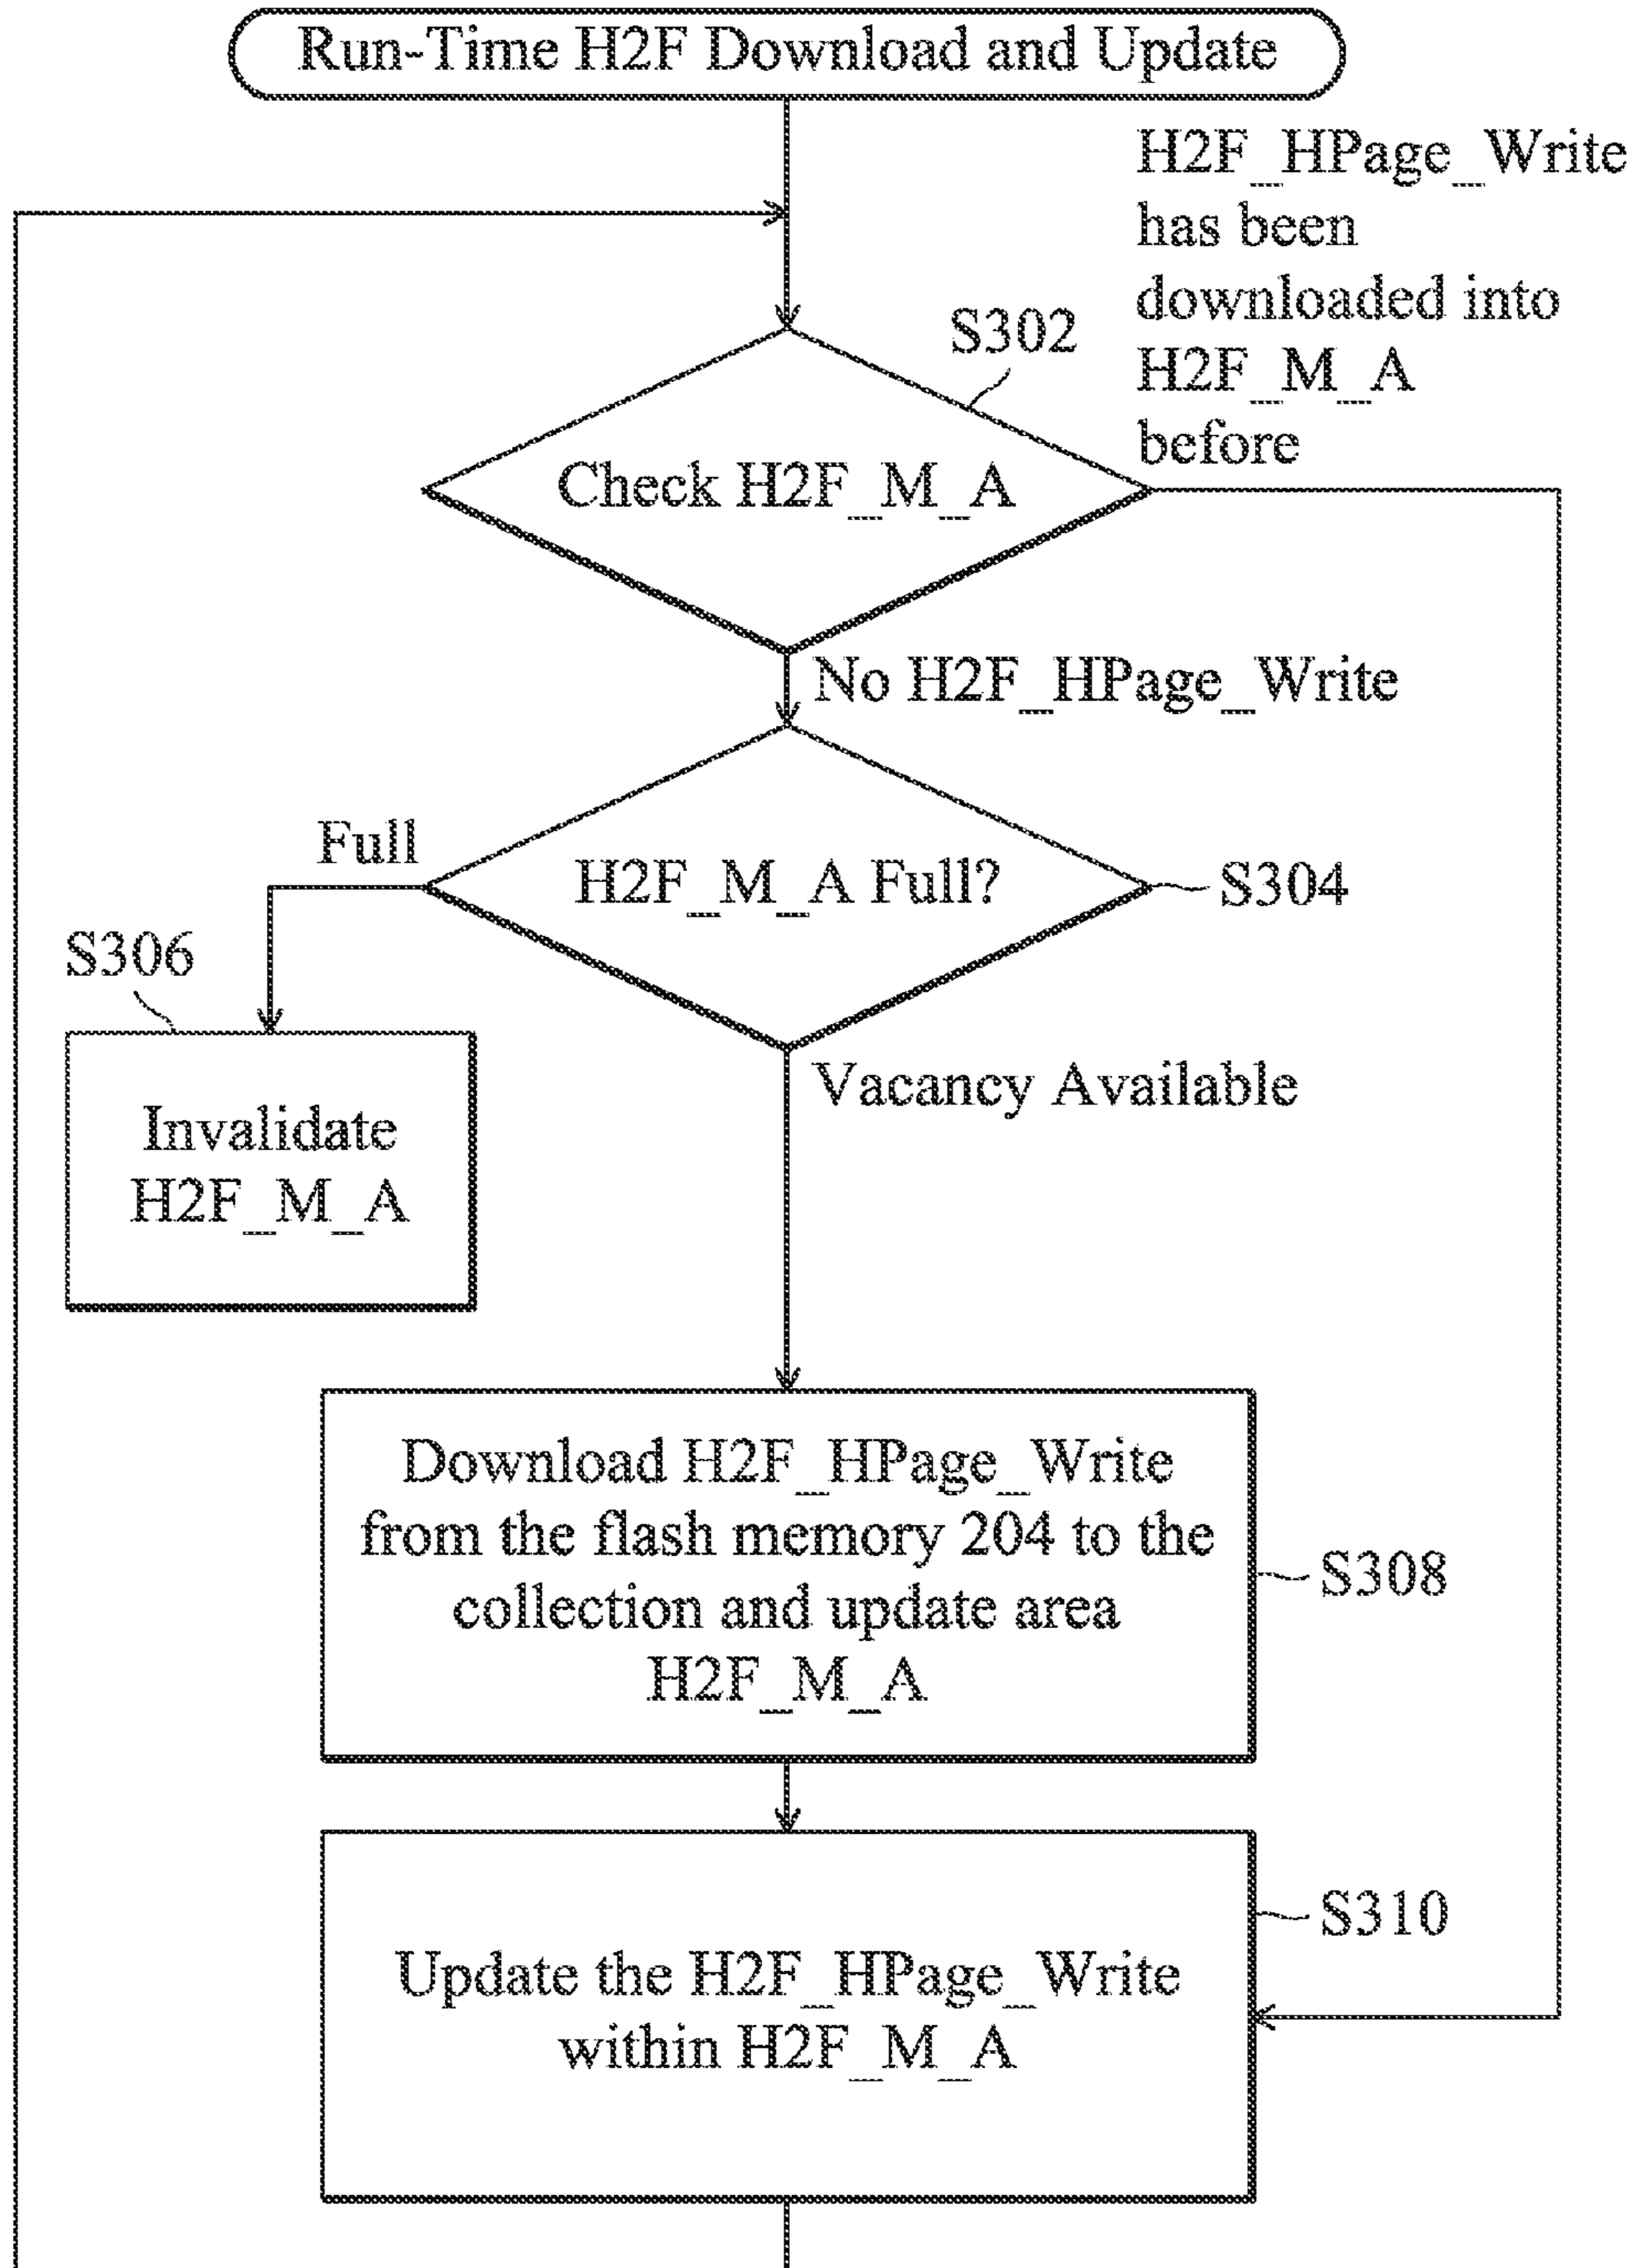 Run-Time H2F Download and Update
H2F_HPage_Write
has been
downloaded into
H2F_M_A
before
S302
Check H2F_M_A
No H2F_HPage_Write
Full
H2F_M_A Full?
S304
S306
Invalidate
H2F_M_A
Vacancy Available
Download H2F_HPage_Write
from the flash memory 204 to the
collection and update area
H2F_M_A
S308
S310
Update the H2F_HPage_Write
within H2F_M_A